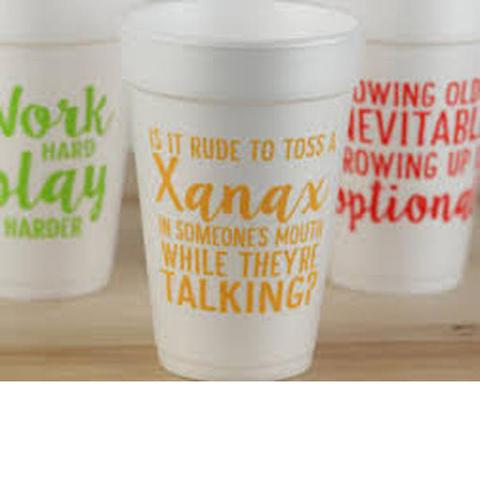 Work
HARD
play
HARDER
IS IT RUDE TO TOSS A
Xanax
IN SOMEONE'S MOUTH
WHILE THEY'RE
TALKING?
OWING OLD
NEVITABL
ROWING UP
optional